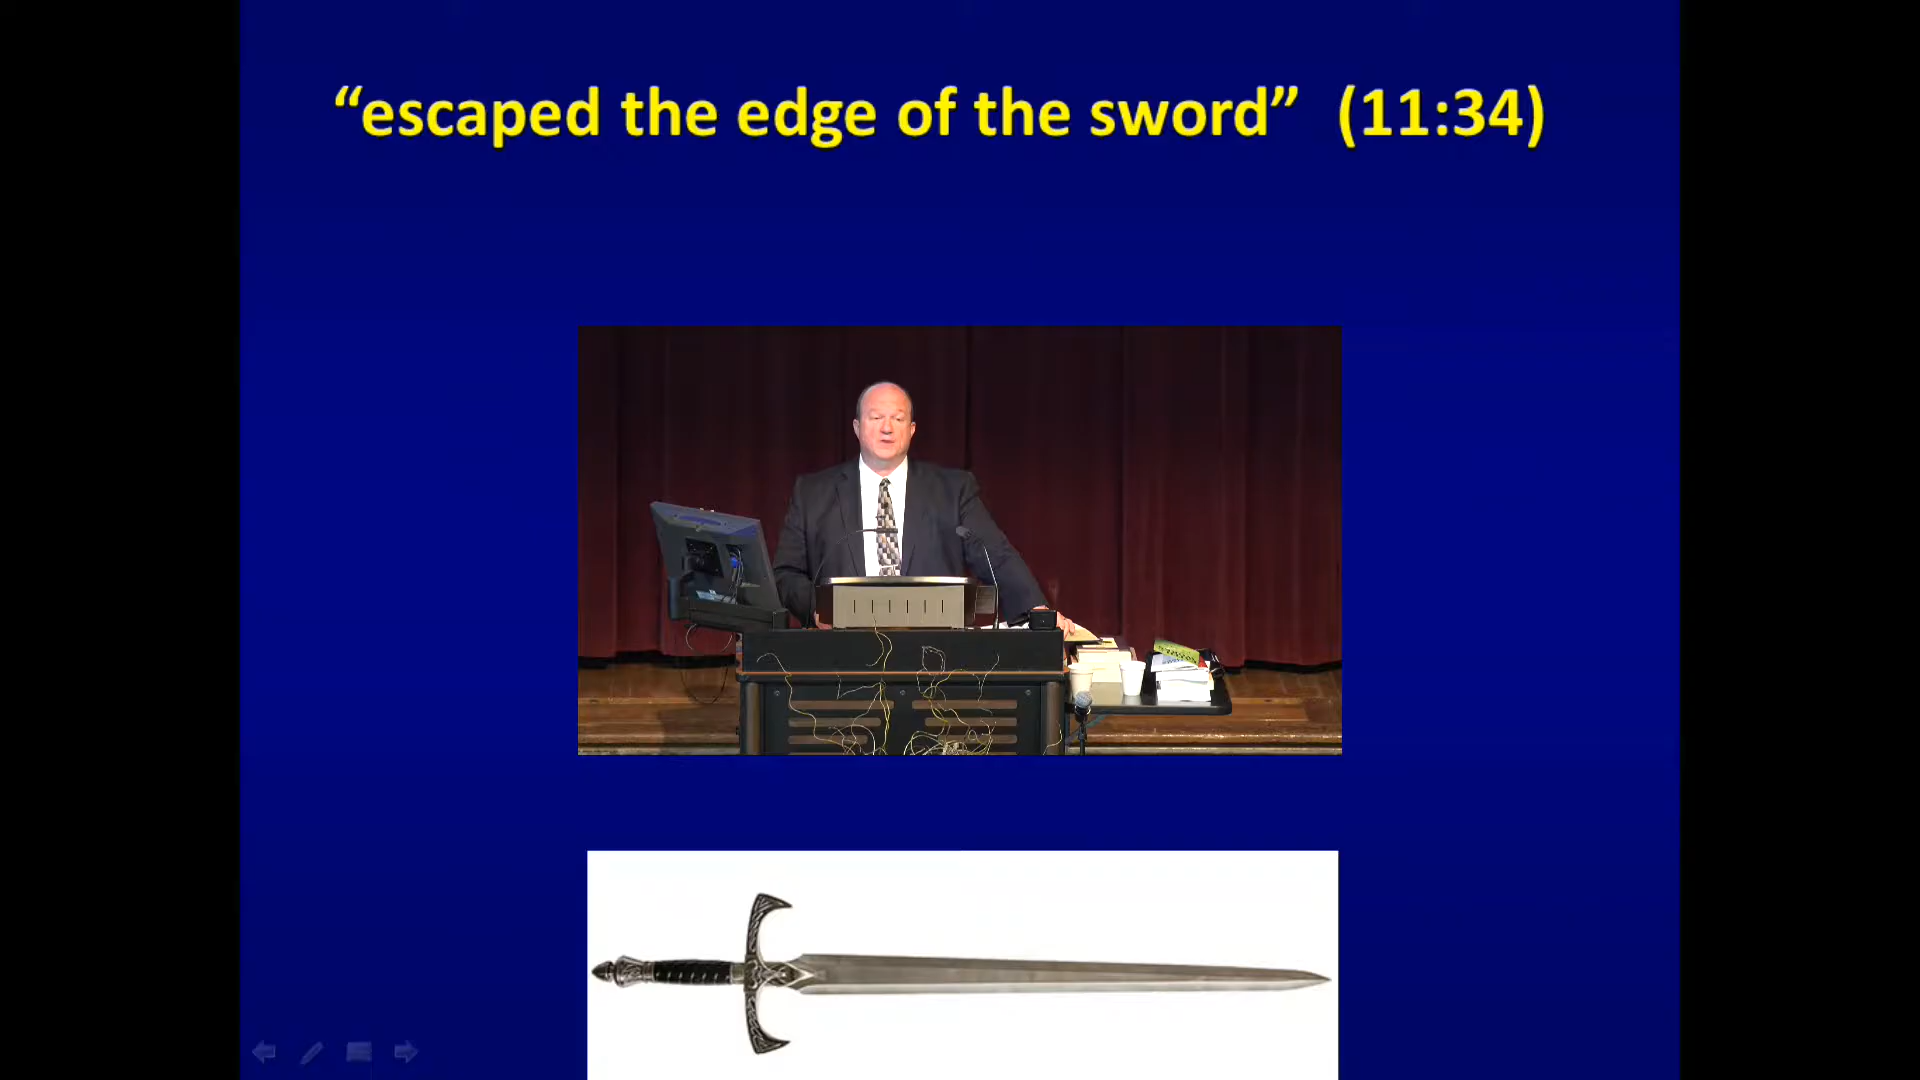 “escaped the edge of the sword” (11:34)